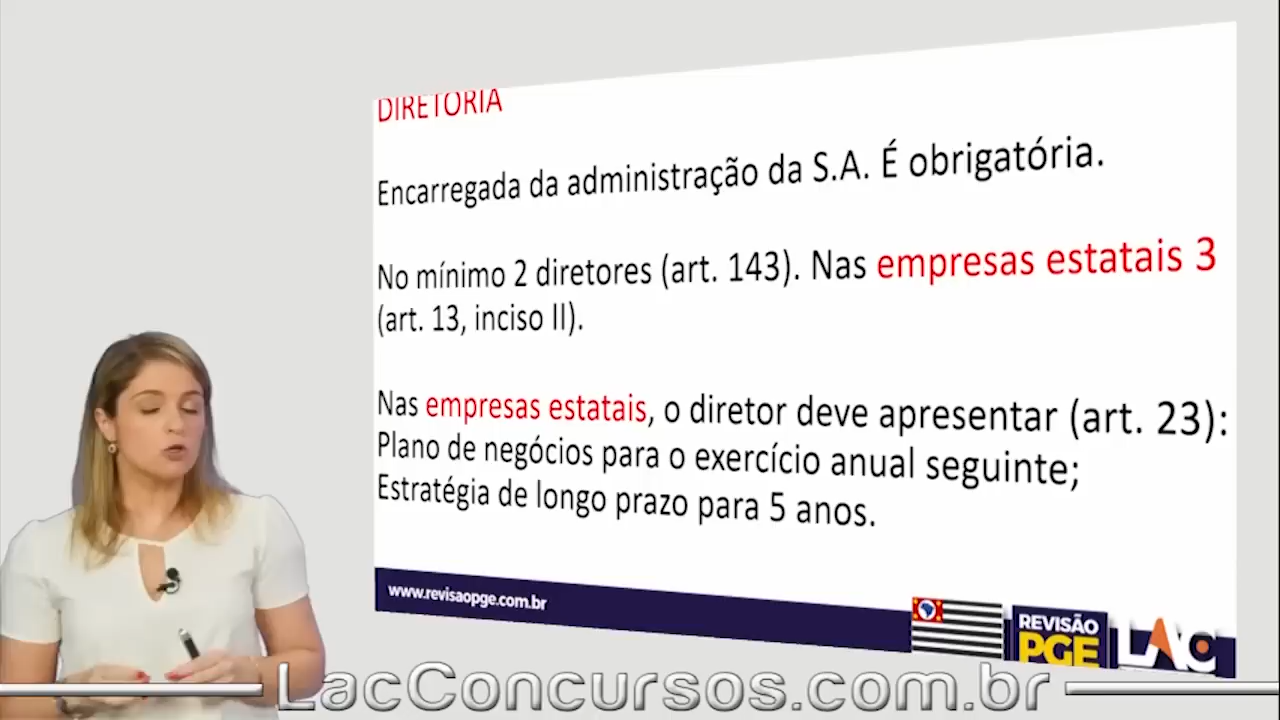 DIRETORIA
Encarregada da administração da S.A. É obrigatória.
No mínimo 2 diretores (art. 143). Nas empresas estatais 3
(art. 13, inciso II).
Nas empresas estatais, o diretor deve apresentar (art. 23):
Plano de negócios para o exercício anual seguinte;
Estratégia de longo prazo para 5 anos.
www.revisaopge.com.br
REVISÃO
PGE
LAC
LacConcursos.com.br